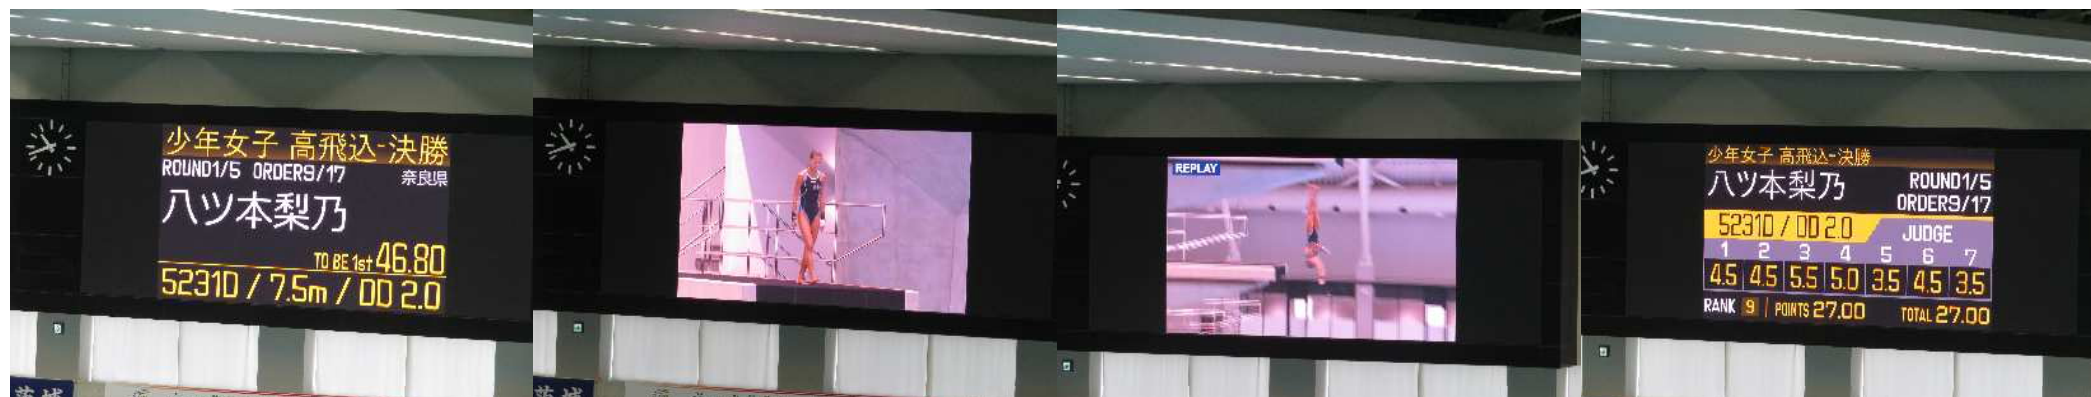 少年女子 高飛込-決勝
ROUND1/5 ORDER9/17 奈良県
八ツ本梨乃
TO BE 1st 46.80
5231D / 7.5m / DD 2.0
茨城
REPLAY
少年女子 高飛込-決勝
八ツ本梨乃 ROUND1/5
ORDER9/17
5231D / DD 2.0 JUDGE
1 2 3 4 5 6 7
4.5 4.5 5.5 5.0 3.5 4.5 3.5
RANK 9 | POINTS 27.00 TOTAL 27.00